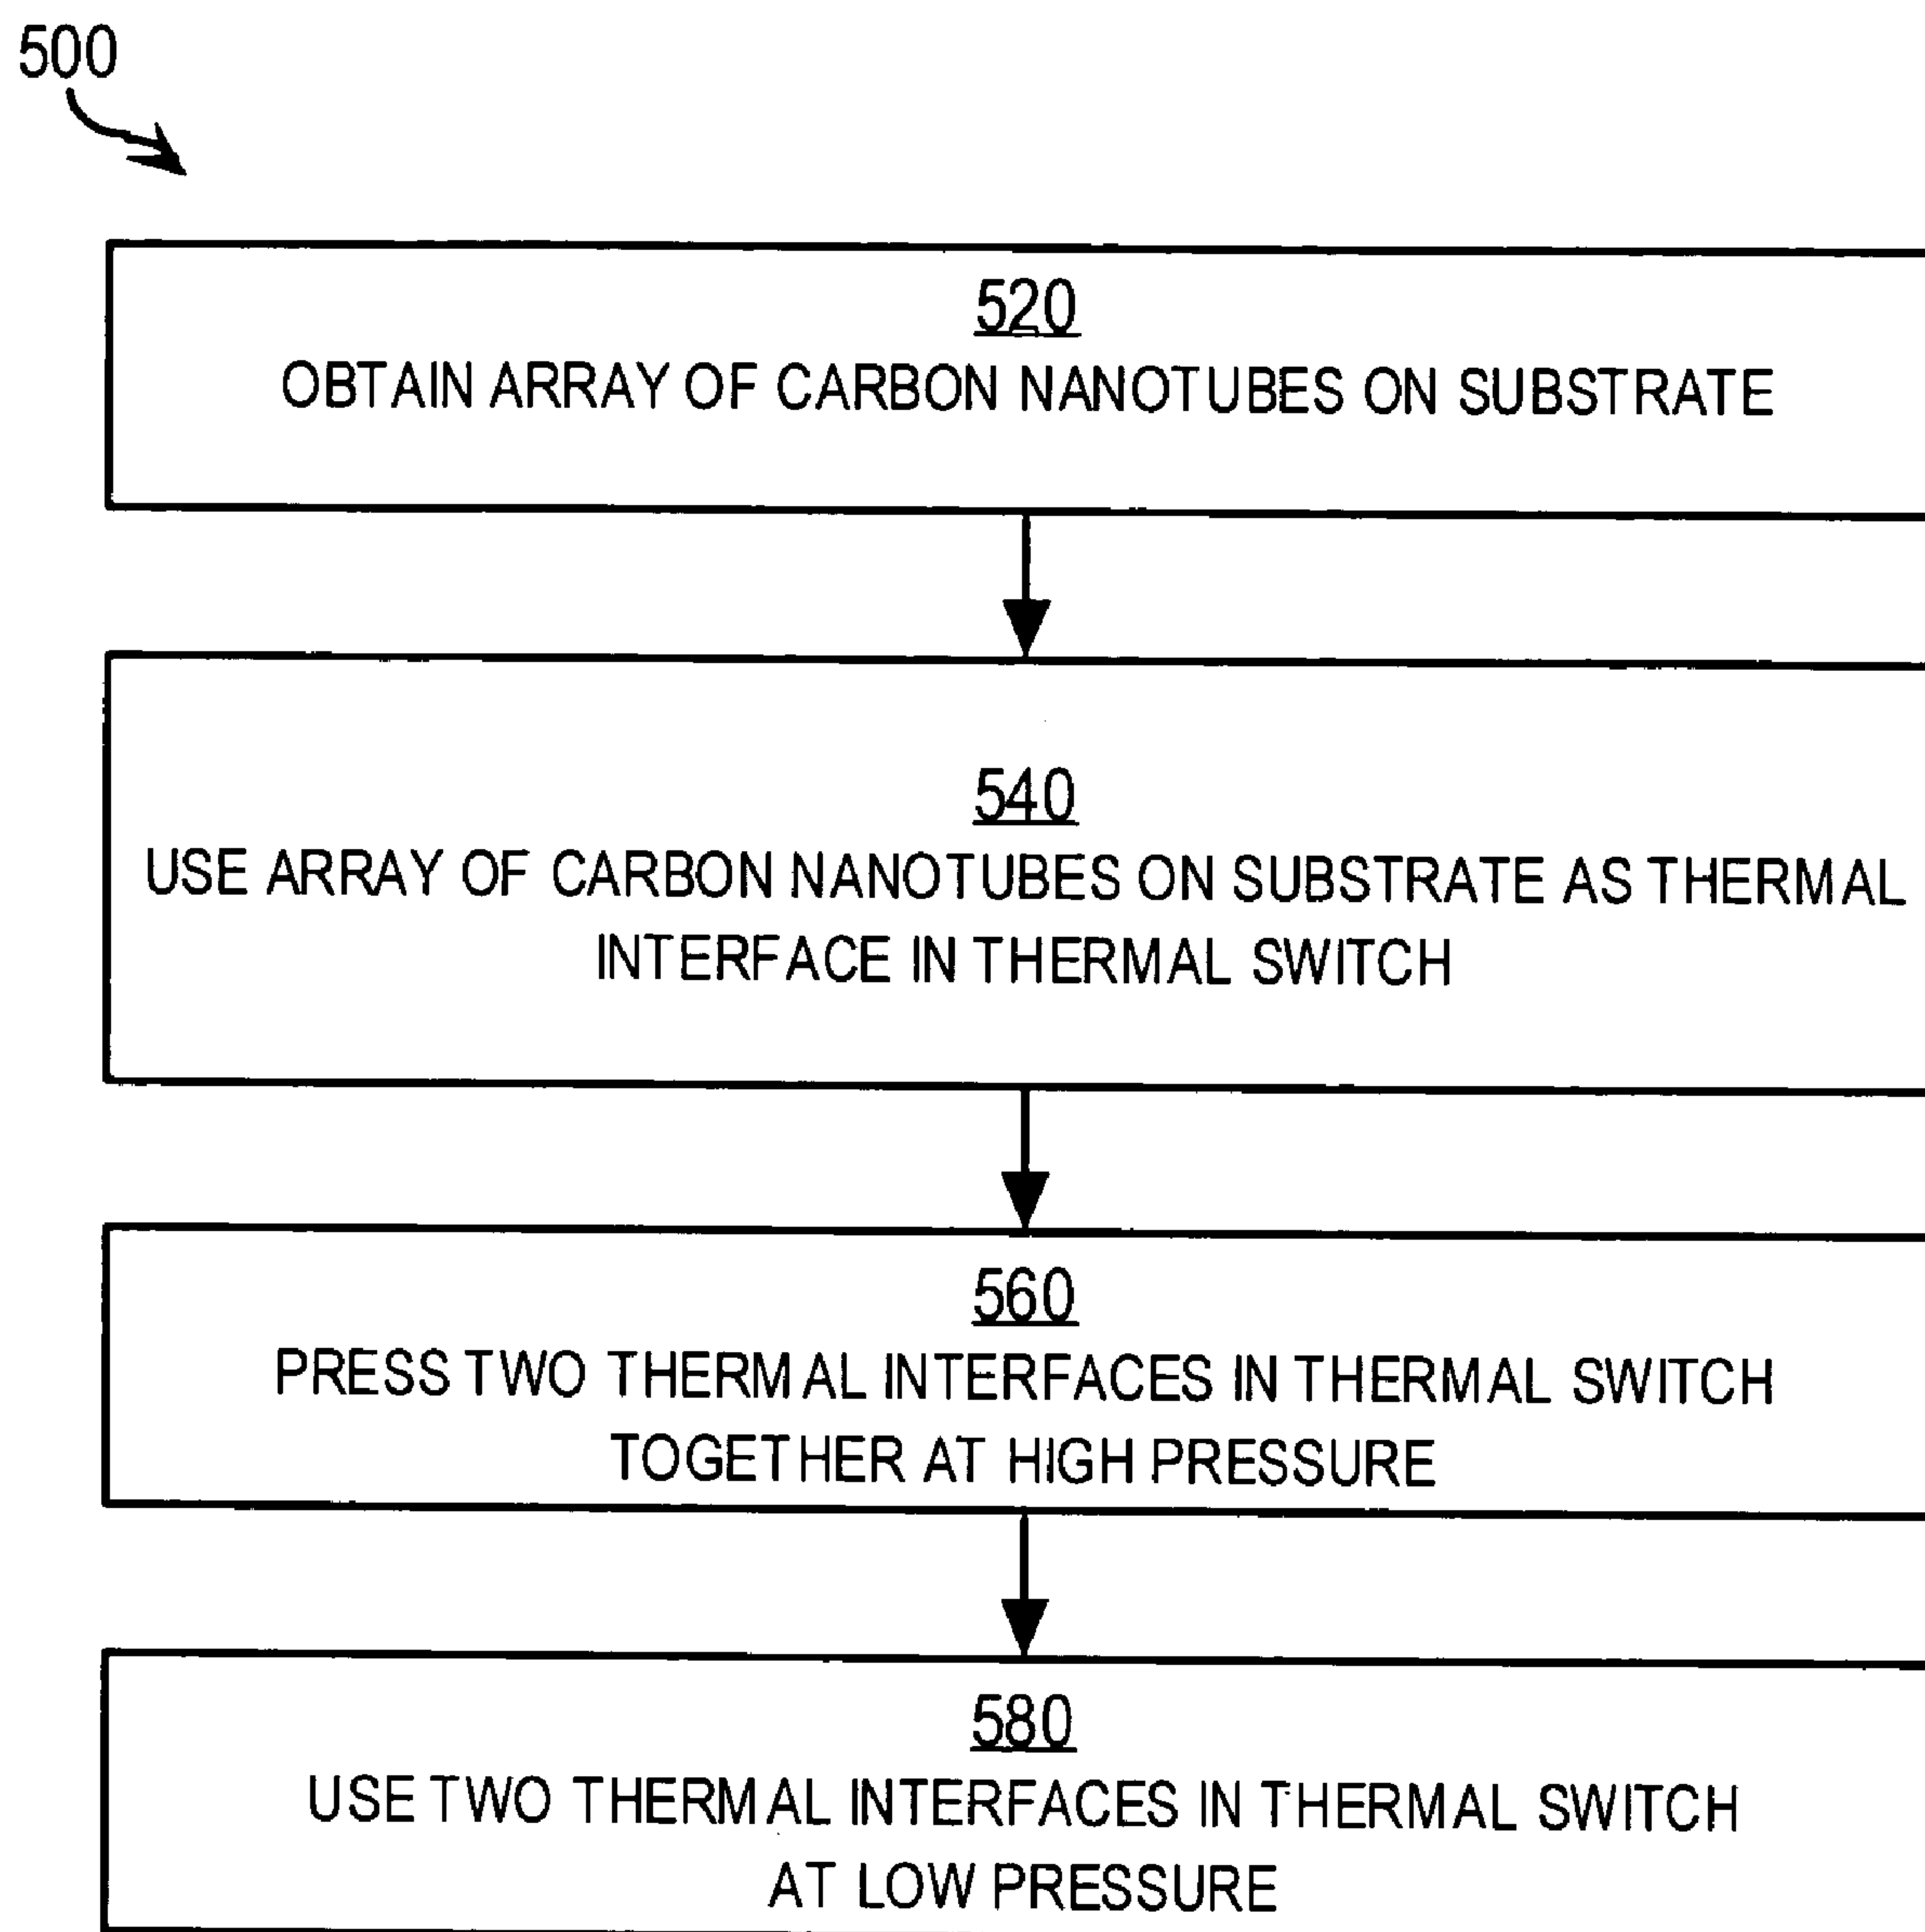 500
520
OBTAIN ARRAY OF CARBON NANOTUBES ON SUBSTRATE
540
USE ARRAY OF CARBON NANOTUBES ON SUBSTRATE AS THERMAL
INTERFACE IN THERMAL SWITCH
560
PRESS TWO THERMAL INTERFACES IN THERMAL SWITCH
TOGETHER AT HIGH PRESSURE
580
USE TWO THERMAL INTERFACES IN THERMAL SWITCH
AT LOW PRESSURE